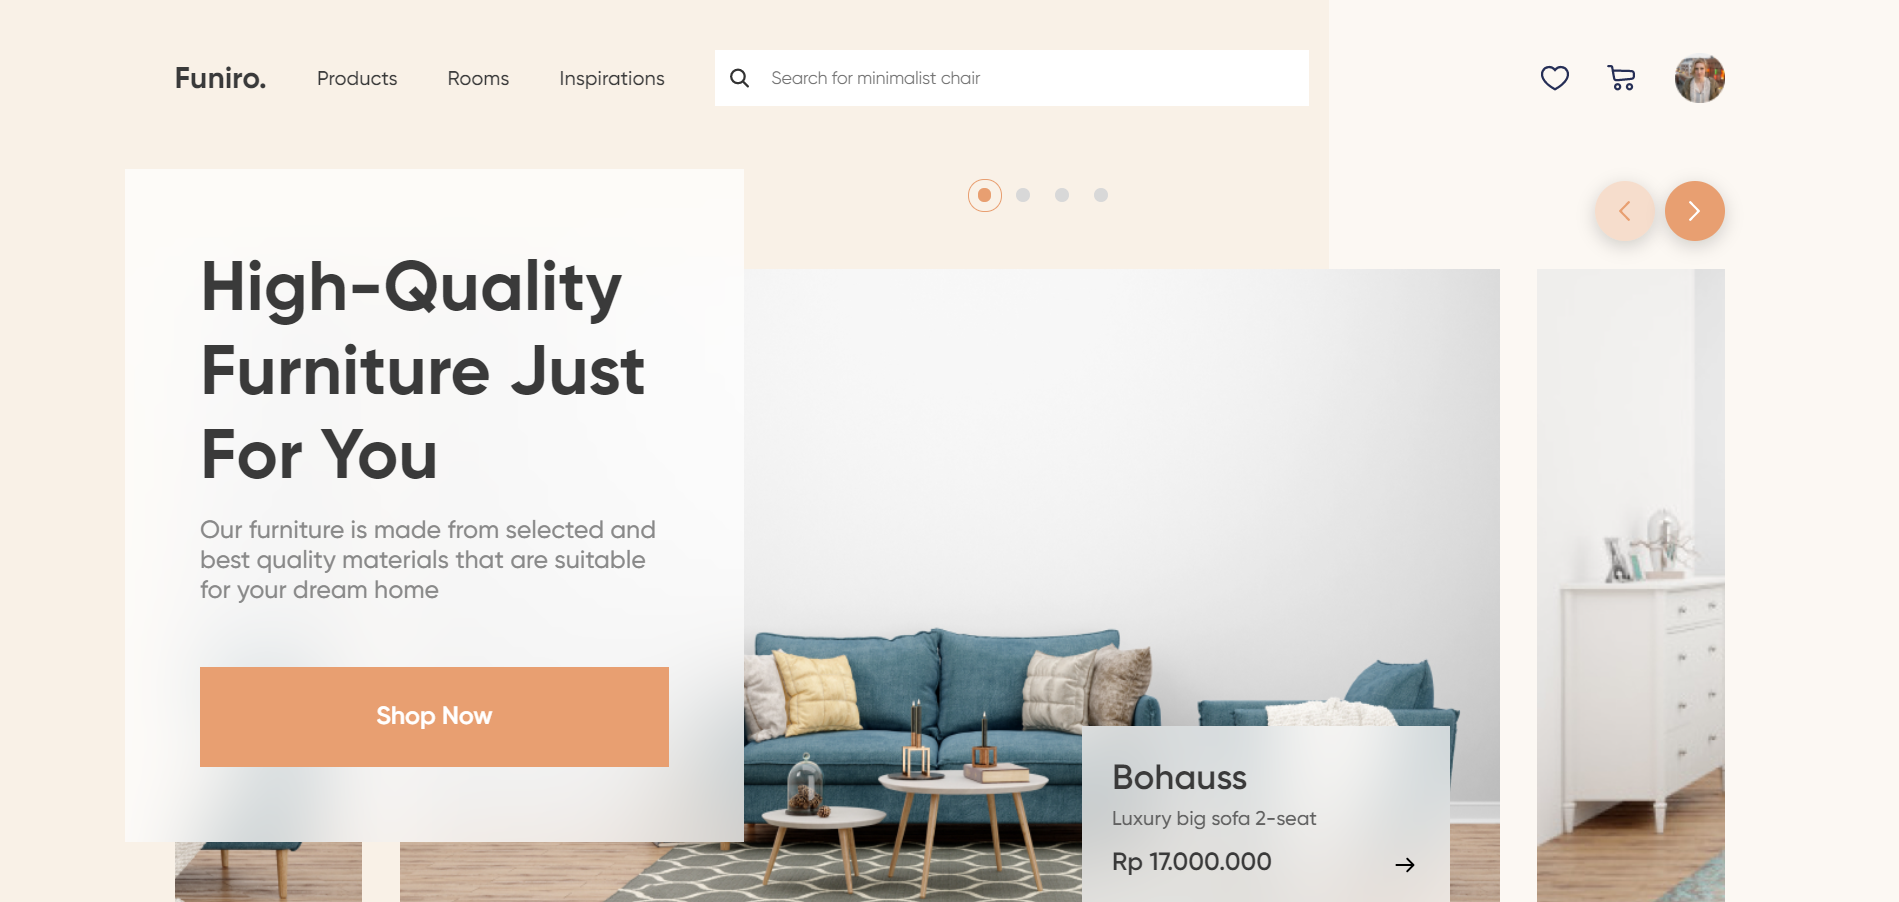 Funiro.
Products
Rooms
Inspirations
Search for minimalist chair
High-Quality
Furniture Just
For You
Our furniture is made from selected and
best quality materials that are suitable
for your dream home
Shop Now
Bohauss
Luxury big sofa 2-seat
Rp 17.000.000